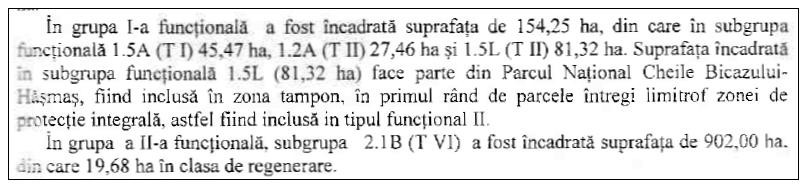 În grupa I-a funcțională a fost încadrată suprafața de 154,25 ha, din care în subgrupa
funcțională 1.5A (T I) 45,47 ha, 1.2A (T II) 27,46 ha și 1.5L (T II) 81,32 ha. Suprafața încadrată
în subgrupa funcțională 1.5L (81,32 ha) face parte din Parcul Național Cheile Bicazului-
Hășmaș, fiind inclusă în zona tampon, în primul rând de parcele întregi limitrof zonei de
protecție integrală, astfel fiind inclusă in tipul funcțional II.
În grupa a II-a funcțională, subgrupa 2.1B (T VI) a fost încadrată suprafața de 902,00 ha.
din care 19,68 ha în clasa de regenerare.